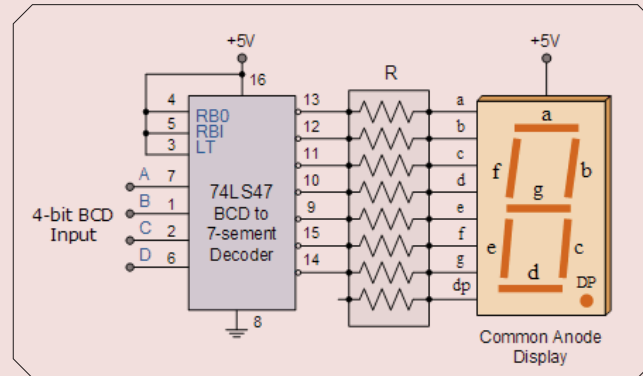 +5V
+5V
16
R
4
RB0
13
a
5
RBI
12
b
3
LT
11
c
A
7
10
d
B
1
9
e
C
2
15
f
D
6
14
g
dp
4-bit BCD
Input
74LS47
BCD to
7-sement
Decoder
8
a
f
b
g
e
c
d
DP
Common Anode
Display